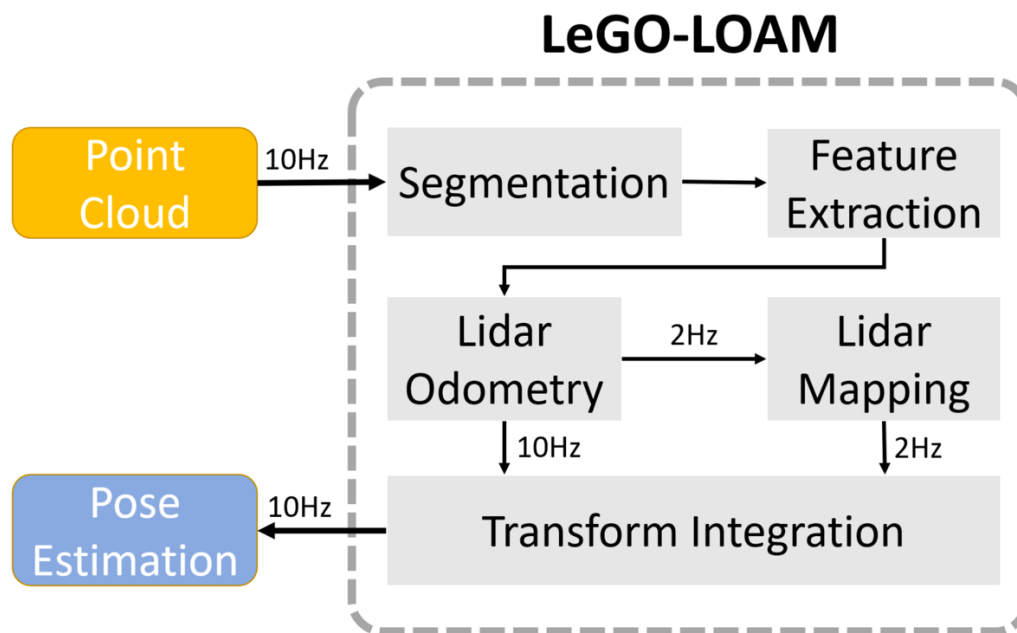 LeGO-LOAM
Point
Cloud
10Hz
Segmentation
Feature
Extraction
Lidar
Odometry
2Hz
Lidar
Mapping
10Hz
2Hz
Pose
Estimation
10Hz
Transform Integration